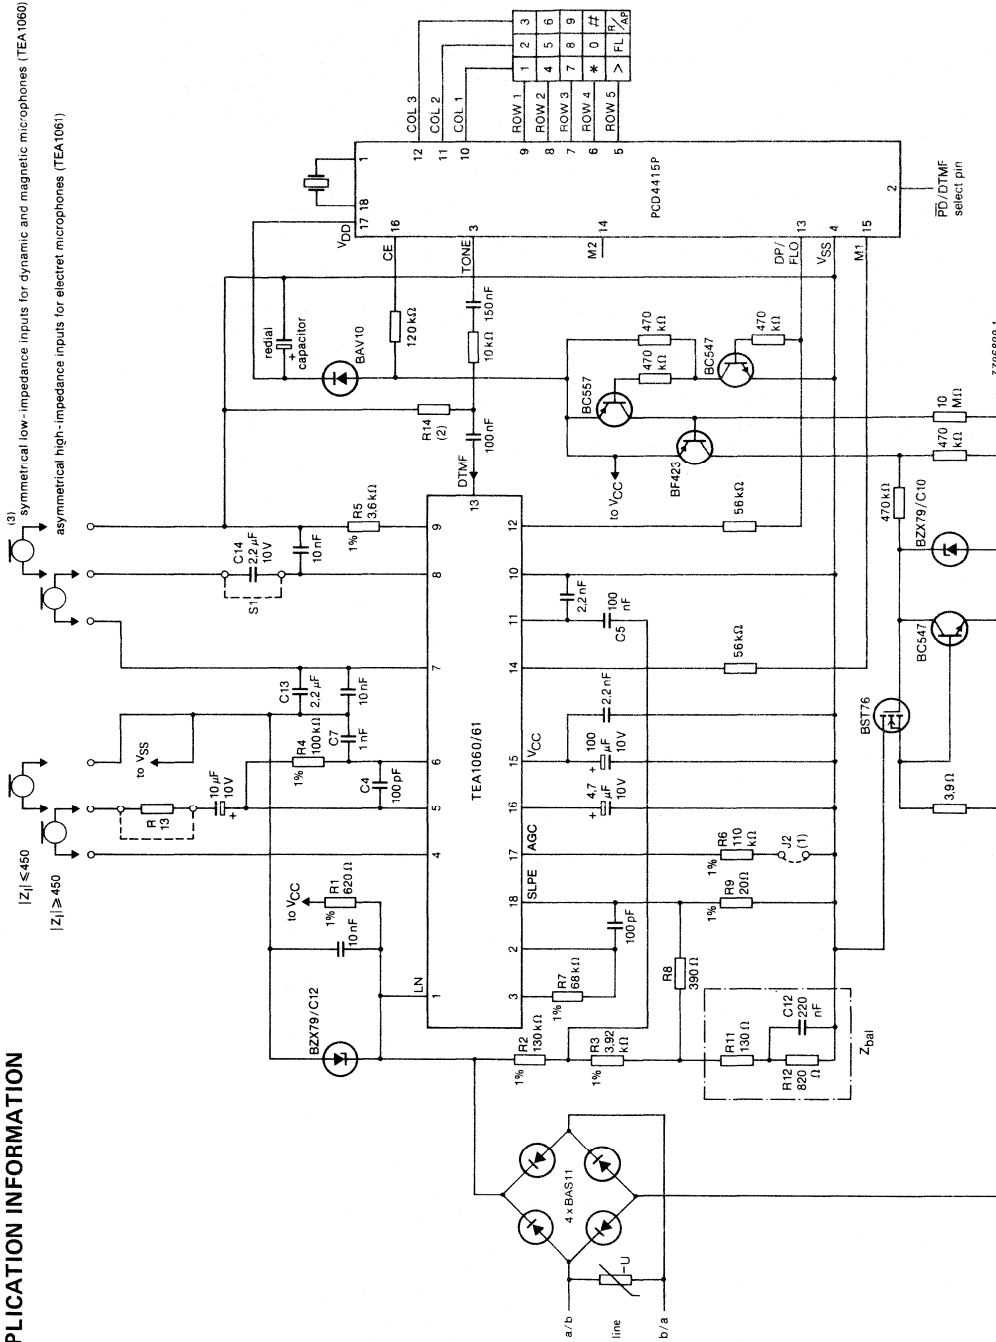 PLICATION INFORMATION
|Zi| ⩽ 450
|Zi| ⩾ 450
(3)
symmetrical low-impedance inputs for dynamic and magnetic microphones (TEA1060)
asymmetrical high-impedance inputs for electret microphones (TEA1061)
R 13
10 µF
10V
+
to VSS
C13
2,2 µF
10 nF
S1
C14
2,2 µF
10 V
10 nF
1%
R5
3,6 kΩ
1%
R4
100 kΩ
C7
1 nF
C4
100 pF
to VCC
1%
R1
620 Ω
10 nF
BZX79/C12
LN
1
4
5
6
7
8
9
DTMF
13
TEA1060/61
3
2
18
SLPE
17
AGC
16
15
VCC
14
11
10
12
R14
(2)
100 nF
10 kΩ
150 nF
120 kΩ
redial
capacitor
+
BAV10
VDD
CE
TONE
M2
DP/
FLO
VSS
M1
17
18
1
16
3
14
13
4
15
2
PCD4415P
PD/DTMF
select pin
12
11
10
9
8
7
6
5
COL 3
COL 2
COL 1
ROW 1
ROW 2
ROW 3
ROW 4
ROW 5
3 6 9 # R/AP
2 5 8 0 FL
1 4 7 * >
BC557
470
kΩ
470
kΩ
BC547
470
kΩ
to VCC
BF423
10
MΩ
470
kΩ
470 kΩ
BZX79/C10
BC547
BST76
3,9 Ω
56 kΩ
56 kΩ
2,2 nF
100
nF
C5
2,2 nF
100
µF
10 V
+
4,7
µF
10V
+
1%
R6
110
kΩ
J2
(1)
1%
R9
20 Ω
100 pF
1%
R7
68 kΩ
R8
390 Ω
1%
R2
130 kΩ
1%
R3
3,92
kΩ
R11
130 Ω
C12
220
nF
R12
820
Ω
Zbal
4 x BAS11
-U
a/b
line
b/a